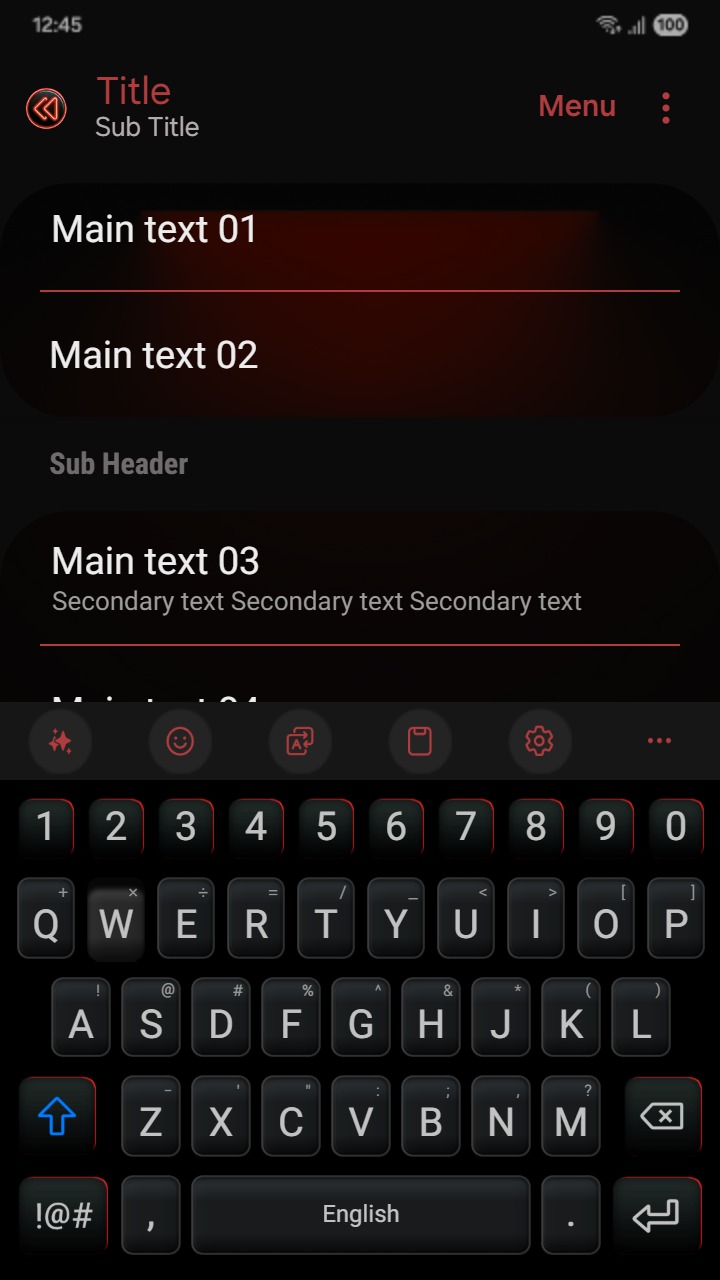 12:45
100
Title
Sub Title
Menu
Main text 01
Main text 02
Sub Header
Main text 03
Secondary text Secondary text Secondary text
1 2 3 4 5 6 7 8 9 0
+ × ÷ = / _ < > [ ]
Q W E R T Y U I O P
! @ # % ^ & * ( )
A S D F G H J K L
- ' " : ; , ?
Z X C V B N M
!@# , English .